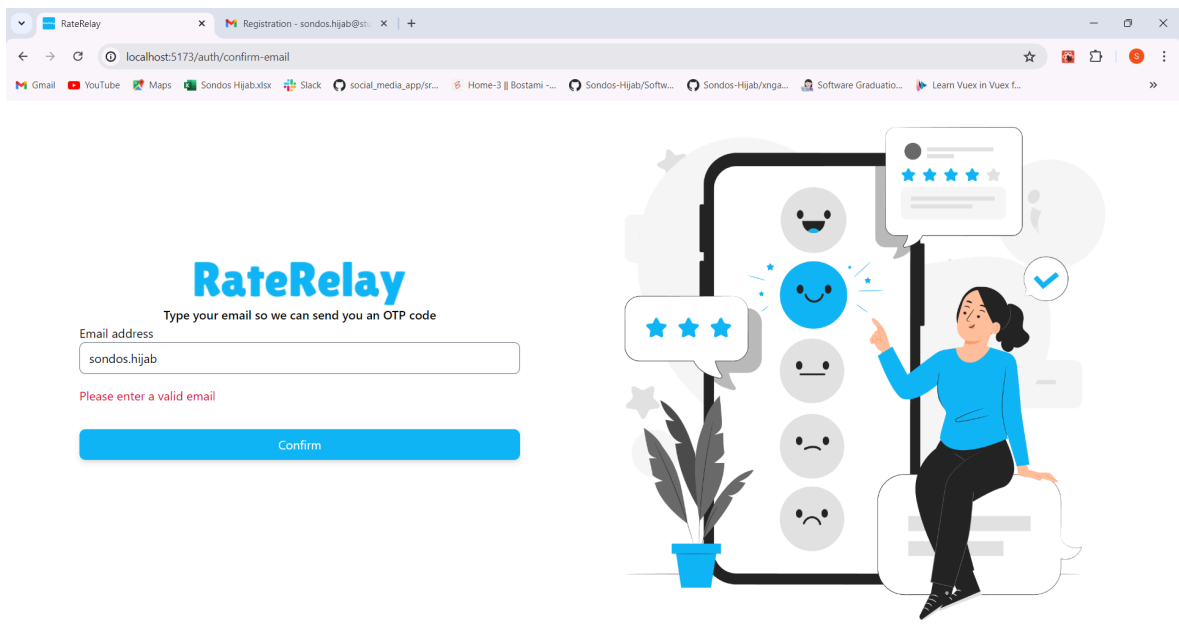 RateRelay
Registration - sondos.hijab@stu
localhost:5173/auth/confirm-email
S
Gmail YouTube Maps Sondos Hijab.xlsx Slack social_media_app/sr... Home-3 || Bostami -... Sondos-Hijab/Softw... Sondos-Hijab/xnga... Software Graduatio... Learn Vuex in Vuex f...
RateRelay
Type your email so we can send you an OTP code
Email address
sondos.hijab
Please enter a valid email
Confirm